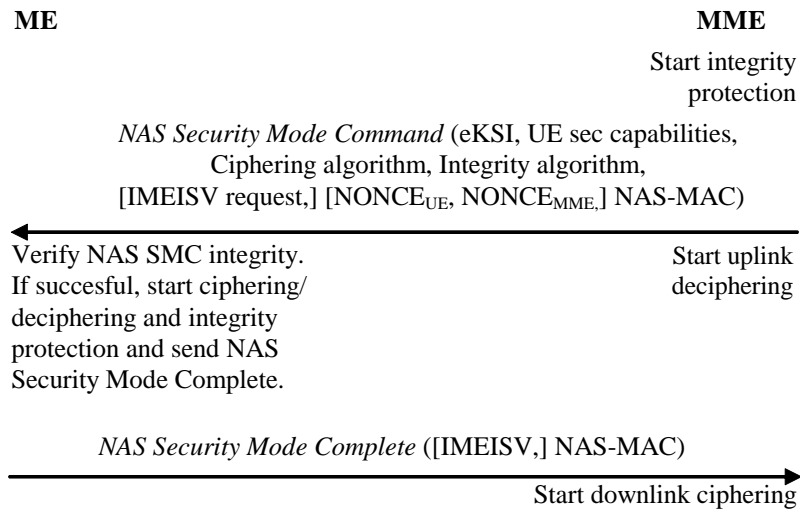 ME
MME
Start integrity
protection
NAS Security Mode Command (eKSI, UE sec capabilities,
Ciphering algorithm, Integrity algorithm,
[IMEISV request,] [NONCEUE, NONCEMME,] NAS-MAC)
Verify NAS SMC integrity.
If succesful, start ciphering/
deciphering and integrity
protection and send NAS
Security Mode Complete.
Start uplink
deciphering
NAS Security Mode Complete ([IMEISV,] NAS-MAC)
Start downlink ciphering